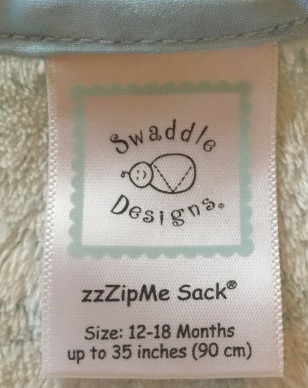 Swaddle
Designs®
zzZipMe Sack®
Size: 12-18 Months
up to 35 inches (90 cm)